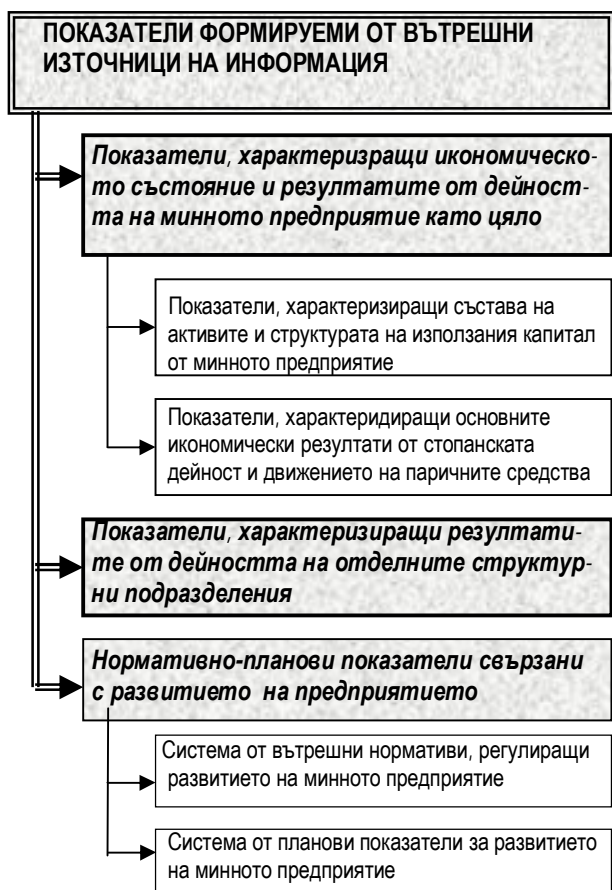 ПОКАЗАТЕЛИ ФОРМИРУЕМИ ОТ ВЪТРЕШНИ
ИЗТОЧНИЦИ НА ИНФОРМАЦИЯ
Показатели, характеризращи икономическо-
то състояние и резултатите от дейност-
та на минното предприятие като цяло
Показатели, характеризиращи състава на
активите и структурата на използания капитал
от минното предприятие
Показатели, характеридиращи основните
икономически резултати от стопанската
дейност и движението на паричните средства
Показатели, характеризиращи резултати-
те от дейността на отделните структур-
ни подразделения
Нормативно-планови показатели свързани
с развитието на предприятието
Система от вътрешни нормативи, регулиращи
развитието на минното предприятие
Система от планови показатели за развитието
на минното предприятие